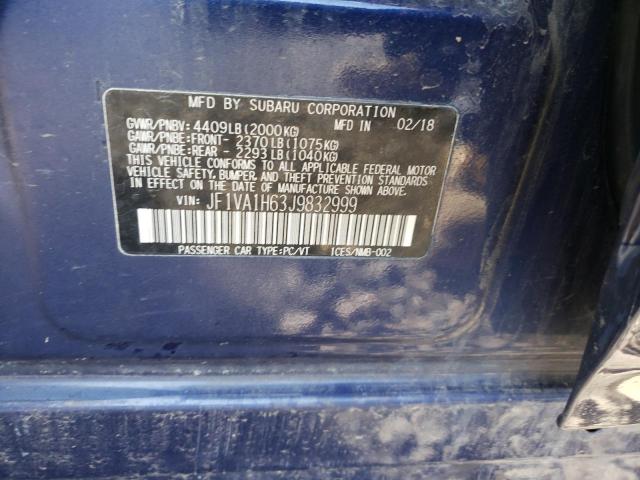 MFD BY SUBARU CORPORATION
GVWR/PNBV: 4409LB(2000KG) MFD IN 02/18
GAWR/PNBE:FRONT- 2370LB(1075KG)
GAWR/PNBE:REAR - 2293LB(1040KG)
THIS VEHICLE CONFORMS TO ALL APPLICABLE FEDERAL MOTOR
VEHICLE SAFETY, BUMPER, AND THEFT PREVENTION STANDARDS
IN EFFECT ON THE DATE OF MANUFACTURE SHOWN ABOVE.
VIN: JF1VA1H63J9832999
PASSENGER CAR TYPE:PC/VT ICES/NMB-002